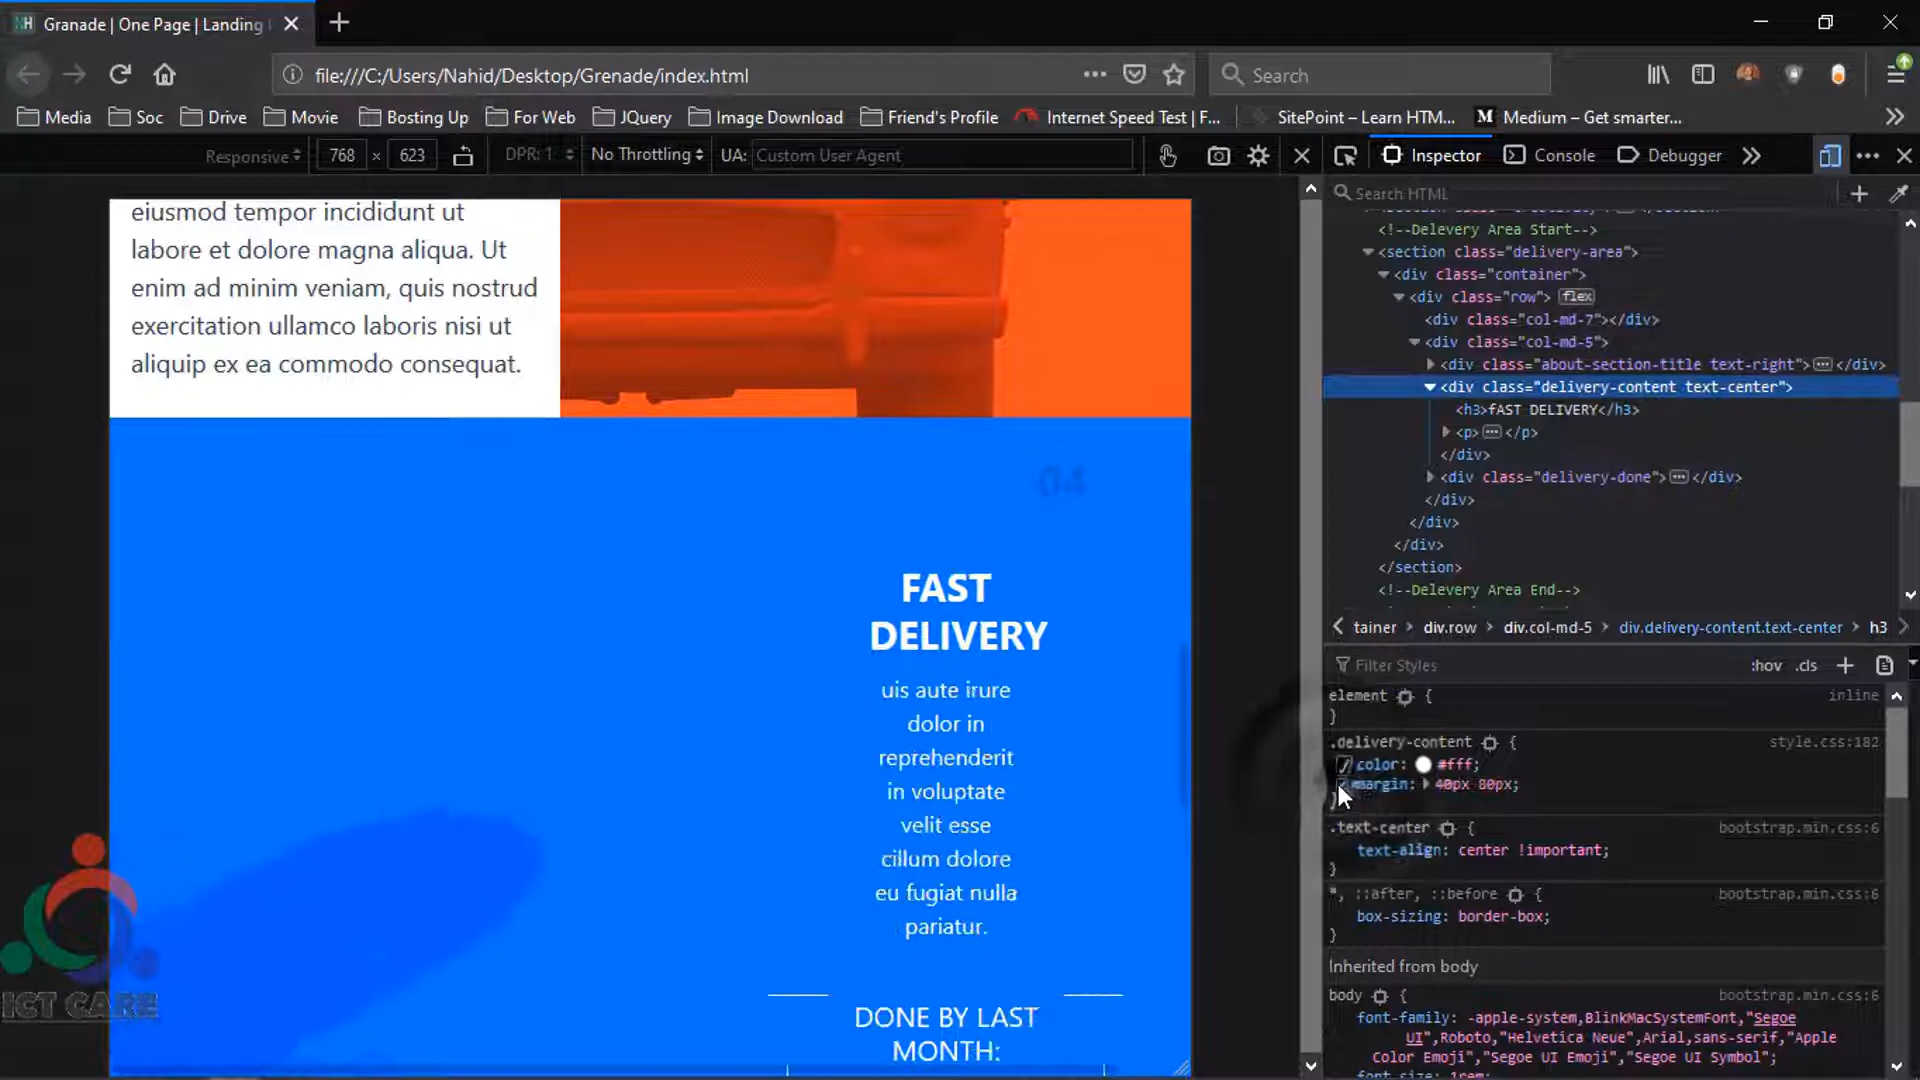 NH Granade | One Page | Landing
file:///C:/Users/Nahid/Desktop/Grenade/index.html
Search
Media Soc Drive Movie Bosting Up For Web JQuery Image Download Friend's Profile Internet Speed Test | F... SitePoint – Learn HTM... M Medium – Get smarter...
Responsive 768 × 623 DPR: 1 No Throttling UA: Custom User Agent
Inspector Console Debugger
Search HTML
eiusmod tempor incididunt ut
labore et dolore magna aliqua. Ut
enim ad minim veniam, quis nostrud
exercitation ullamco laboris nisi ut
aliquip ex ea commodo consequat.
04
FAST
DELIVERY
uis aute irure
dolor in
reprehenderit
in voluptate
velit esse
cillum dolore
eu fugiat nulla
pariatur.
DONE BY LAST
MONTH:
ICT CARE
<!--Delevery Area Start-->
<section class="delivery-area">
<div class="container">
<div class="row"> flex
<div class="col-md-7"></div>
<div class="col-md-5">
<div class="about-section-title text-right"> ... </div>
<div class="delivery-content text-center">
<h3>fAST DELIVERY</h3>
<p> ... </p>
</div>
<div class="delivery-done"> ... </div>
</div>
</div>
</div>
</section>
<!--Delevery Area End-->
tainer > div.row > div.col-md-5 > div.delivery-content.text-center > h3
Filter Styles :hov .cls +
element { inline
}
.delivery-content { style.css:182
color: #fff;
margin: 40px 80px;
}
.text-center { bootstrap.min.css:6
text-align: center !important;
}
*, ::after, ::before { bootstrap.min.css:6
box-sizing: border-box;
}
Inherited from body
body { bootstrap.min.css:6
font-family: -apple-system,BlinkMacSystemFont,"Segoe
UI",Roboto,"Helvetica Neue",Arial,sans-serif,"Apple
Color Emoji","Segoe UI Emoji","Segoe UI Symbol";
font-size: 1rem;